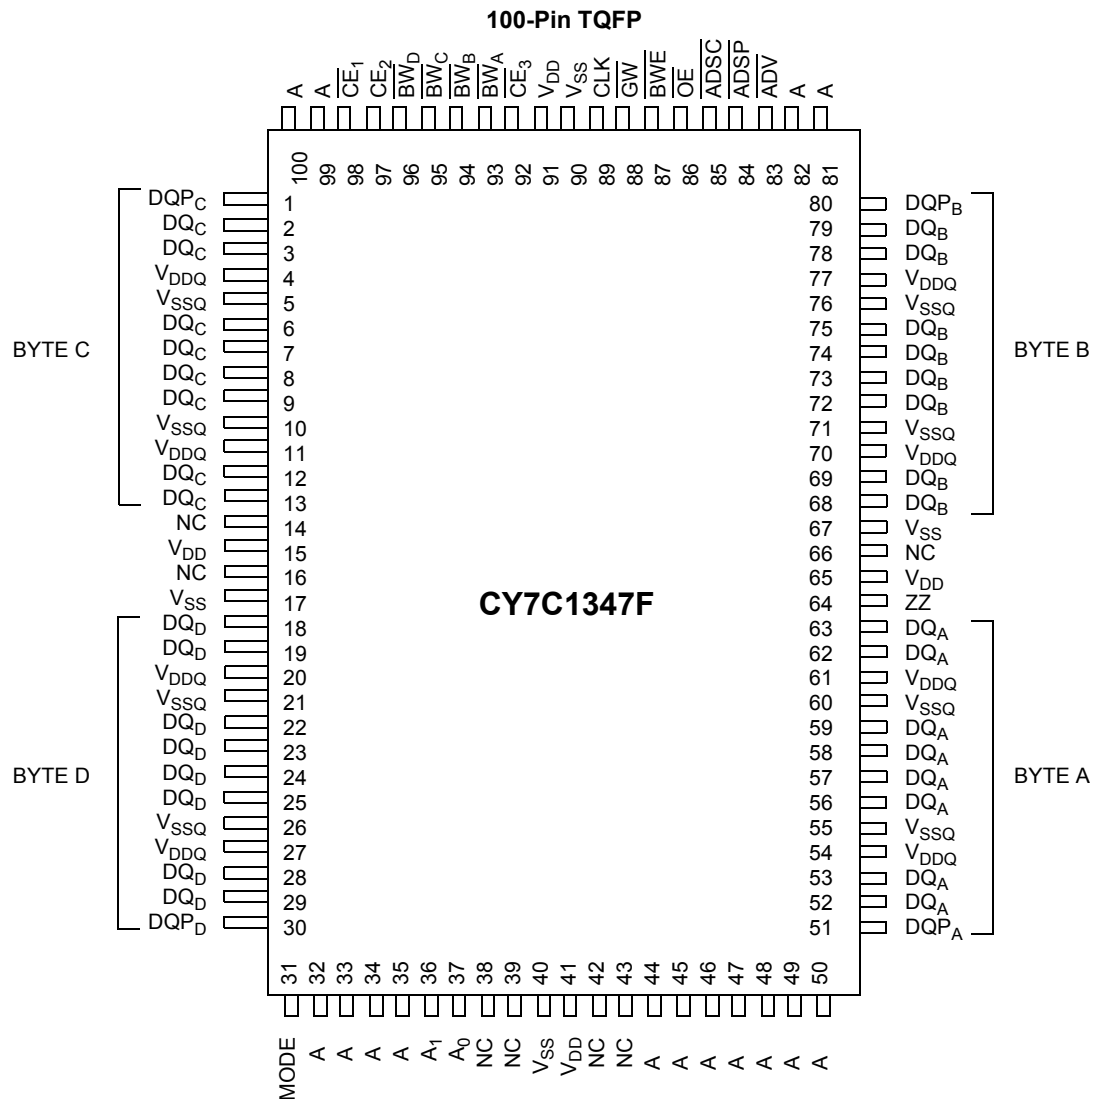 100-Pin TQFP
A A CE1 CE2 BWD BWC BWB BWA CE3 VDD VSS CLK GW BWE OE ADSC ADSP ADV A A
100 99 98 97 96 95 94 93 92 91 90 89 88 87 86 85 84 83 82 81
DQPC 1 80 DQPB
DQC 2 79 DQB
DQC 3 78 DQB
VDDQ 4 77 VDDQ
VSSQ 5 76 VSSQ
DQC 6 75 DQB
BYTE C DQC 7 74 DQB BYTE B
DQC 8 73 DQB
DQC 9 72 DQB
VSSQ 10 71 VSSQ
VDDQ 11 70 VDDQ
DQC 12 69 DQB
DQC 13 68 DQB
NC 14 67 VSS
VDD 15 66 NC
NC 16 65 VDD
VSS 17 CY7C1347F 64 ZZ
DQD 18 63 DQA
DQD 19 62 DQA
VDDQ 20 61 VDDQ
VSSQ 21 60 VSSQ
DQD 22 59 DQA
DQD 23 58 DQA
BYTE D DQD 24 57 DQA BYTE A
DQD 25 56 DQA
VSSQ 26 55 VSSQ
VDDQ 27 54 VDDQ
DQD 28 53 DQA
DQD 29 52 DQA
DQPD 30 51 DQPA
31 32 33 34 35 36 37 38 39 40 41 42 43 44 45 46 47 48 49 50
MODE A A A A A1 A0 NC NC VSS VDD NC NC A A A A A A A